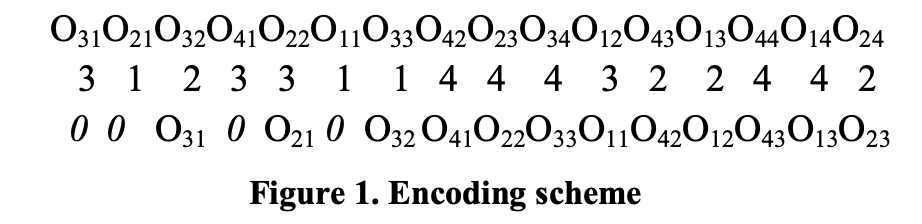 O31O21O32O41O22O11O33O42O23O34O12O43O13O44O14O24
3 1 2 3 3 1 1 4 4 4 3 2 2 4 4 2
0 0 O31 0 O21 0 O32 O41O22O33O11O42O12O43O13O23
Figure 1. Encoding scheme